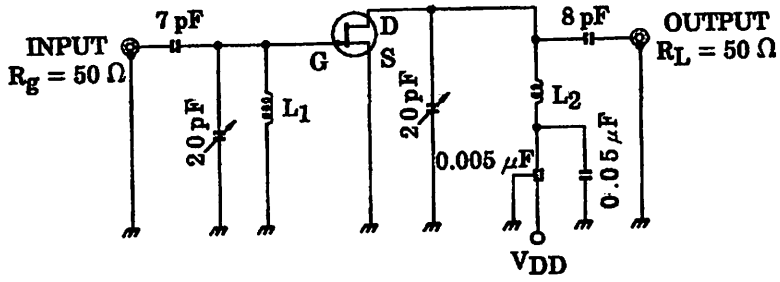 7 pF
INPUT
Rg = 50 Ω
20 pF
L1
G
D
S
20 pF
8 pF
OUTPUT
RL = 50 Ω
L2
0.005 μF
0.05 μF
VDD